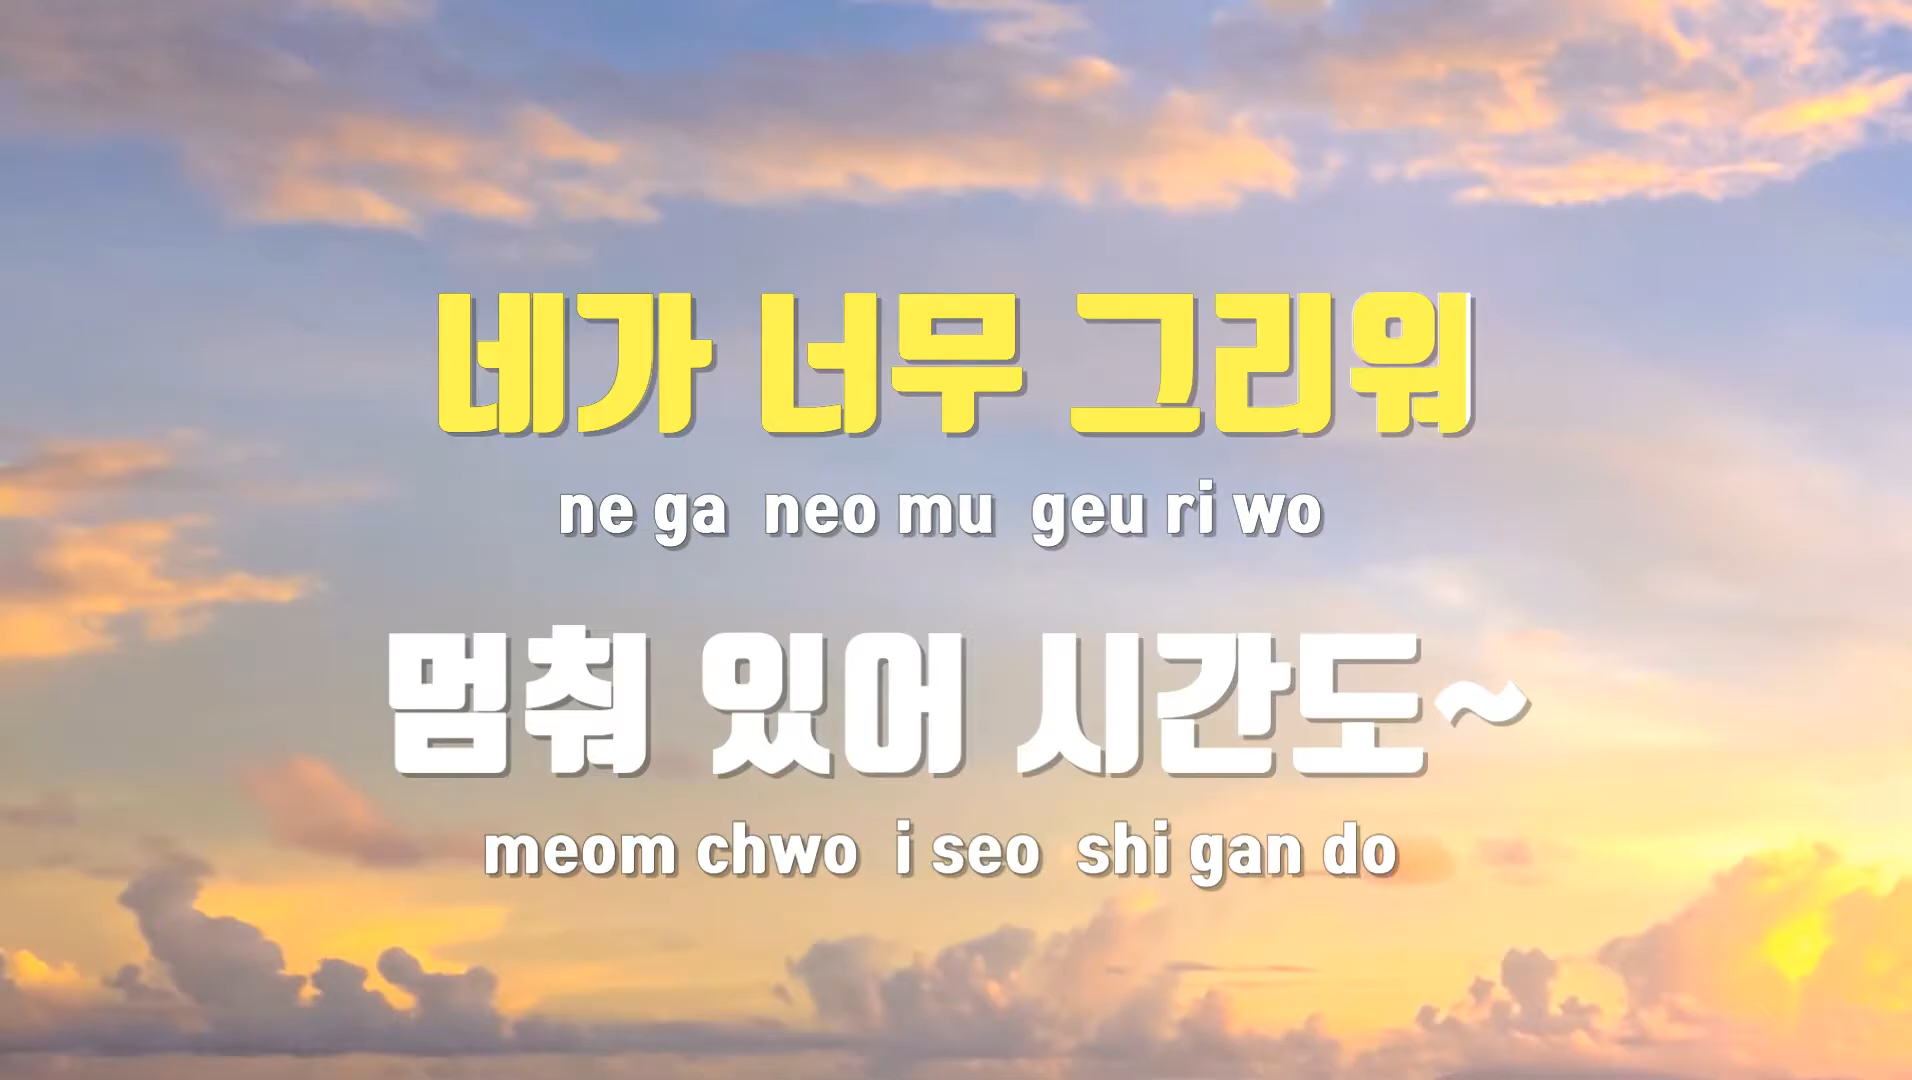 네가 너무 그리워
ne ga neo mu geu ri wo
멈춰 있어 시간도~
meom chwo i seo shi gan do